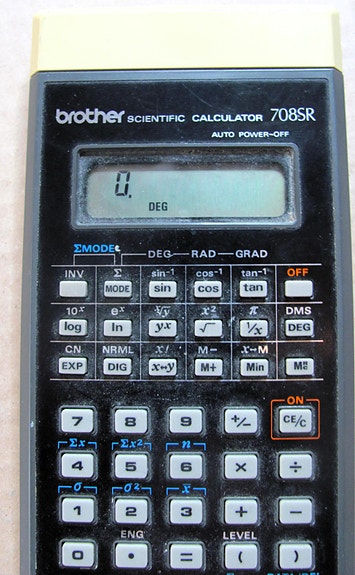 brother SCIENTIFIC CALCULATOR 708SR
AUTO POWER-OFF
0.
DEG
ΣMODE
DEG RAD GRAD
INV Σ sin⁻¹ cos⁻¹ tan⁻¹ OFF
MODE sin cos tan
10ˣ eˣ ˣ√y x² π DMS
log ln yˣ √ 1/x DEG
CN NRML x! M− x↔M
EXP DIG x↔y M+ Min
ON
7 8 9 +/− CE/C
Σx Σx² n
4 5 6 × ÷
σ σ² x̄
1 2 3 + −
ENG LEVEL
0 • = ( )